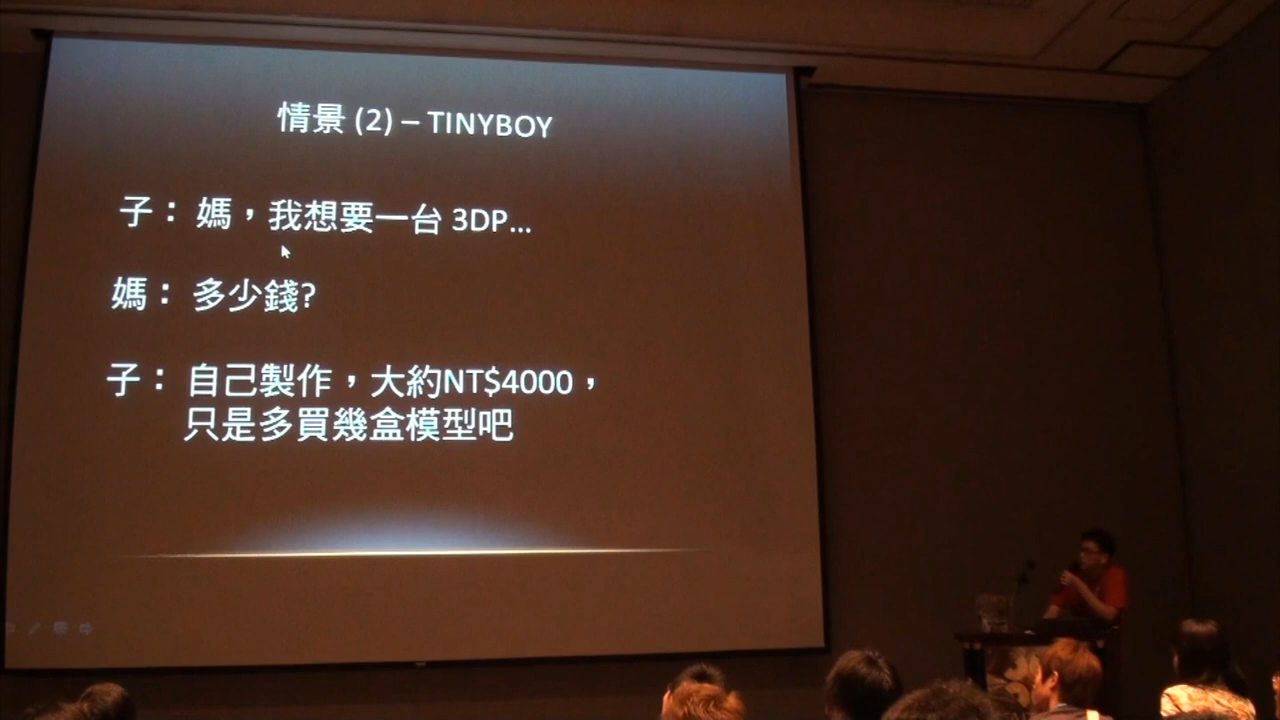 情景 (2) – TINYBOY
子： 媽，我想要一台 3DP...
媽： 多少錢?
子： 自己製作，大約NT$4000，
只是多買幾盒模型吧